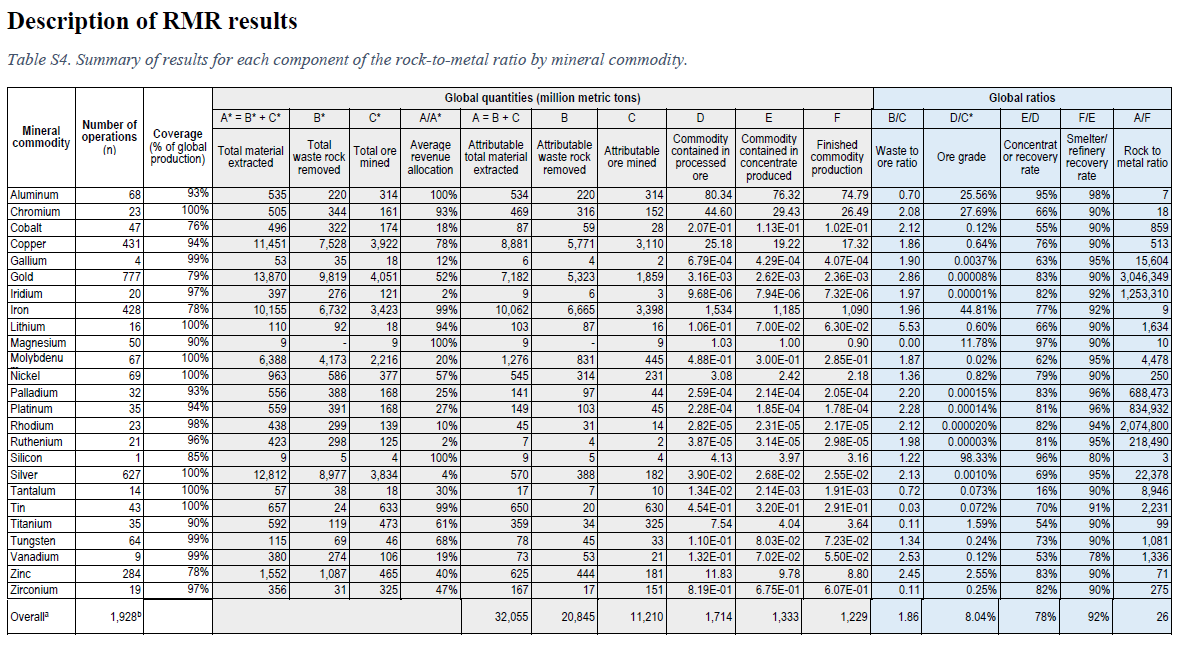 Description of RMR results
Table S4. Summary of results for each component of the rock-to-metal ratio by mineral commodity.
Mineral commodity Number of operations (n) Coverage (% of global production) Global quantities (million metric tons) Global ratios
A* = B* + C* B* C* A/A* A = B + C B C D E F B/C D/C* E/D F/E A/F
Total material extracted Total waste rock removed Total ore mined Average revenue allocation Attributable total material extracted Attributable waste rock removed Attributable ore mined Commodity contained in processed ore Commodity contained in concentrate produced Finished commodity production Waste to ore ratio Ore grade Concentrat or recovery rate Smelter/ refinery recovery rate Rock to metal ratio
Aluminum 68 93% 535 220 314 100% 534 220 314 80.34 76.32 74.79 0.70 25.56% 95% 98% 7
Chromium 23 100% 505 344 161 93% 469 316 152 44.60 29.43 26.49 2.08 27.69% 66% 90% 18
Cobalt 47 76% 496 322 174 18% 87 59 28 2.07E-01 1.13E-01 1.02E-01 2.12 0.12% 55% 90% 859
Copper 431 94% 11,451 7,528 3,922 78% 8,881 5,771 3,110 25.18 19.22 17.32 1.86 0.64% 76% 90% 513
Gallium 4 99% 53 35 18 12% 6 4 2 6.79E-04 4.29E-04 4.07E-04 1.90 0.0037% 63% 95% 15,604
Gold 777 79% 13,870 9,819 4,051 52% 7,182 5,323 1,859 3.16E-03 2.62E-03 2.36E-03 2.86 0.00008% 83% 90% 3,046,349
Iridium 20 97% 397 276 121 2% 9 6 3 9.68E-06 7.94E-06 7.32E-06 1.97 0.00001% 82% 92% 1,253,310
Iron 428 78% 10,155 6,732 3,423 99% 10,062 6,665 3,398 1,534 1,185 1,090 1.96 44.81% 77% 92% 9
Lithium 16 100% 110 92 18 94% 103 87 16 1.06E-01 7.00E-02 6.30E-02 5.53 0.60% 66% 90% 1,634
Magnesium 50 90% 9 - 9 100% 9 - 9 1.03 1.00 0.90 0.00 11.78% 97% 90% 10
Molybdenu 67 100% 6,388 4,173 2,216 20% 1,276 831 445 4.88E-01 3.00E-01 2.85E-01 1.87 0.02% 62% 95% 4,478
Nickel 69 100% 963 586 377 57% 545 314 231 3.08 2.42 2.18 1.36 0.82% 79% 90% 250
Palladium 32 93% 556 388 168 25% 141 97 44 2.59E-04 2.14E-04 2.05E-04 2.20 0.00015% 83% 96% 688,473
Platinum 35 94% 559 391 168 27% 149 103 45 2.28E-04 1.85E-04 1.78E-04 2.28 0.00014% 81% 96% 834,932
Rhodium 23 98% 438 299 139 10% 45 31 14 2.82E-05 2.31E-05 2.17E-05 2.12 0.000020% 82% 94% 2,074,800
Ruthenium 21 96% 423 298 125 2% 7 4 2 3.87E-05 3.14E-05 2.98E-05 1.98 0.00003% 81% 95% 218,490
Silicon 1 85% 9 5 4 100% 9 5 4 4.13 3.97 3.16 1.22 98.33% 96% 80% 3
Silver 627 100% 12,812 8,977 3,834 4% 570 388 182 3.90E-02 2.68E-02 2.55E-02 2.13 0.0010% 69% 95% 22,378
Tantalum 14 100% 57 38 18 30% 17 7 10 1.34E-02 2.14E-03 1.91E-03 0.72 0.073% 16% 90% 8,946
Tin 43 100% 657 24 633 99% 650 20 630 4.54E-01 3.20E-01 2.91E-01 0.03 0.072% 70% 91% 2,231
Titanium 35 90% 592 119 473 61% 359 34 325 7.54 4.04 3.64 0.11 1.59% 54% 90% 99
Tungsten 64 99% 115 69 46 68% 78 45 33 1.10E-01 8.03E-02 7.23E-02 1.34 0.24% 73% 90% 1,081
Vanadium 9 99% 380 274 106 19% 73 53 21 1.32E-01 7.02E-02 5.50E-02 2.53 0.12% 53% 78% 1,336
Zinc 284 78% 1,552 1,087 465 40% 625 444 181 11.83 9.78 8.80 2.45 2.55% 83% 90% 71
Zirconium 19 97% 356 31 325 47% 167 17 151 8.19E-01 6.75E-01 6.07E-01 0.11 0.25% 82% 90% 275
Overallᵃ 1,928ᵇ 32,055 20,845 11,210 1,714 1,333 1,229 1.86 8.04% 78% 92% 26